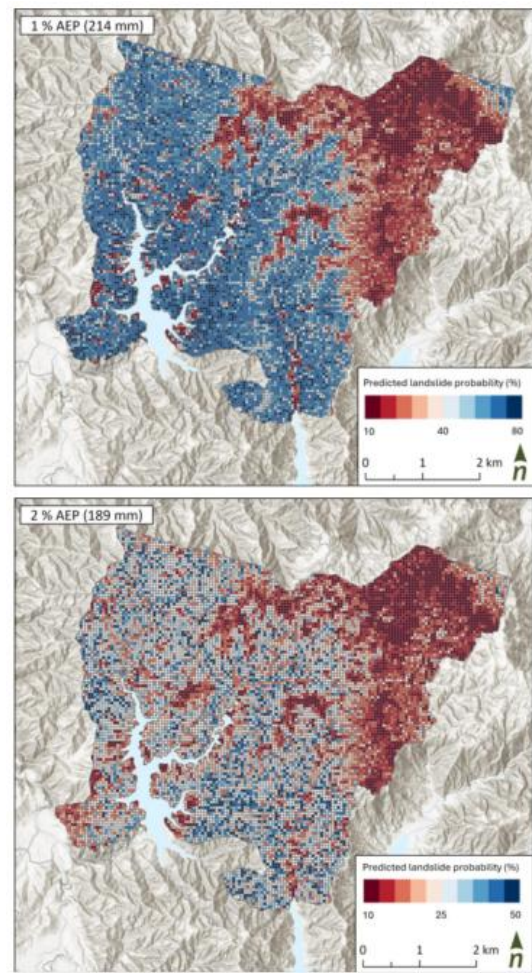 1 % AEP (214 mm)
Predicted landslide probability (%)
10 40 80
0 1 2 km
n
2 % AEP (189 mm)
Predicted landslide probability (%)
10 25 50
0 1 2 km
n